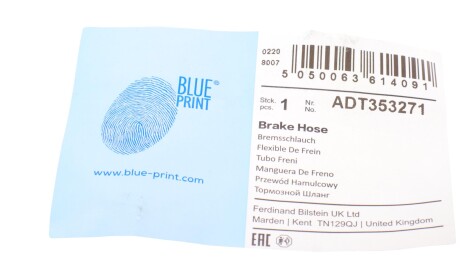 BLUE®
PRINT
www.blue-print.com
0220
8007
5 050063 614091
Stck. 1 Nr. ADT353271
pcs. No.
Brake Hose
Bremsschlauch
Flexible De Frein
Tubo Freni
Manguera De Freno
Przewód Hamulcowy
Тормозной Шланг
Ferdinand Bilstein UK Ltd
Marden | Kent TN129QJ | United Kingdom
EAC